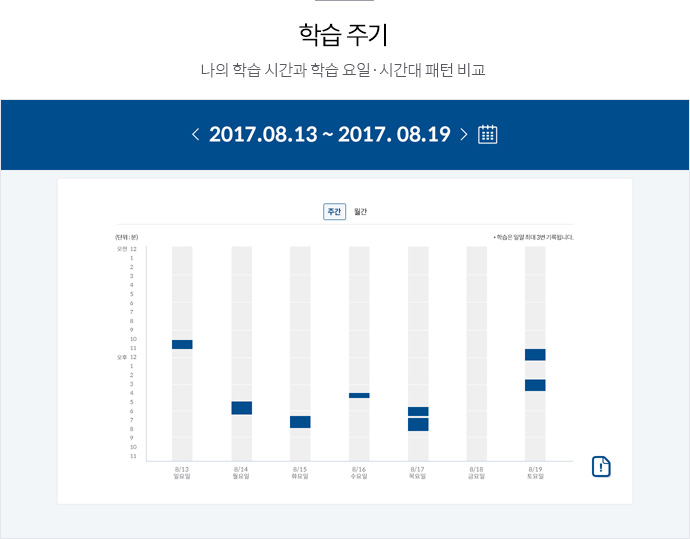 학습 주기
나의 학습 시간과 학습 요일·시간대 패턴 비교
< 2017.08.13 ~ 2017. 08.19 >
주간 월간
(단위 : 분)
• 학습은 일일 최대 3번 기록됩니다.
오전 12
1
2
3
4
5
6
7
8
9
10
11
오후 12
1
2
3
4
5
6
7
8
9
10
11
8/13 8/14 8/15 8/16 8/17 8/18 8/19
일요일 월요일 화요일 수요일 목요일 금요일 토요일